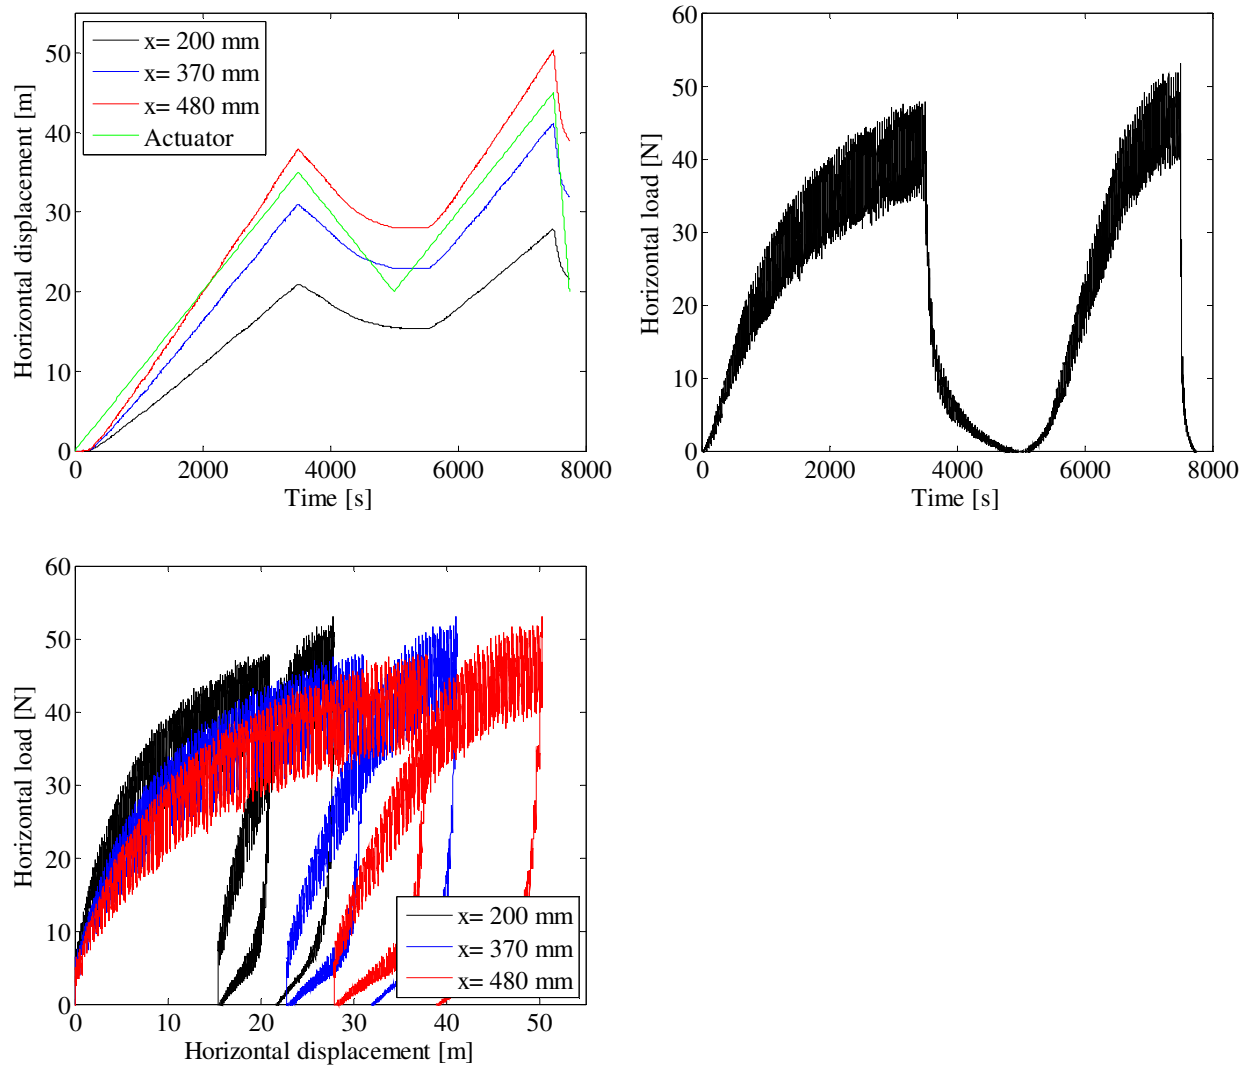 x= 200 mm
x= 370 mm
x= 480 mm
Actuator
Horizontal displacement [m]
50
40
30
20
10
0
0 2000 4000 6000 8000
Time [s]
Horizontal load [N]
60
50
40
30
20
10
0
0 2000 4000 6000 8000
Time [s]
Horizontal load [N]
60
50
40
30
20
10
0
x= 200 mm
x= 370 mm
x= 480 mm
0 10 20 30 40 50
Horizontal displacement [m]